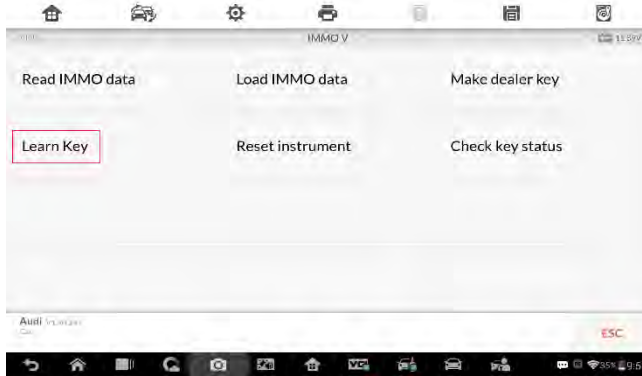 IMMO V
Read IMMO data
Load IMMO data
Make dealer key
Learn Key
Reset instrument
Check key status
Audi
ESC
35%